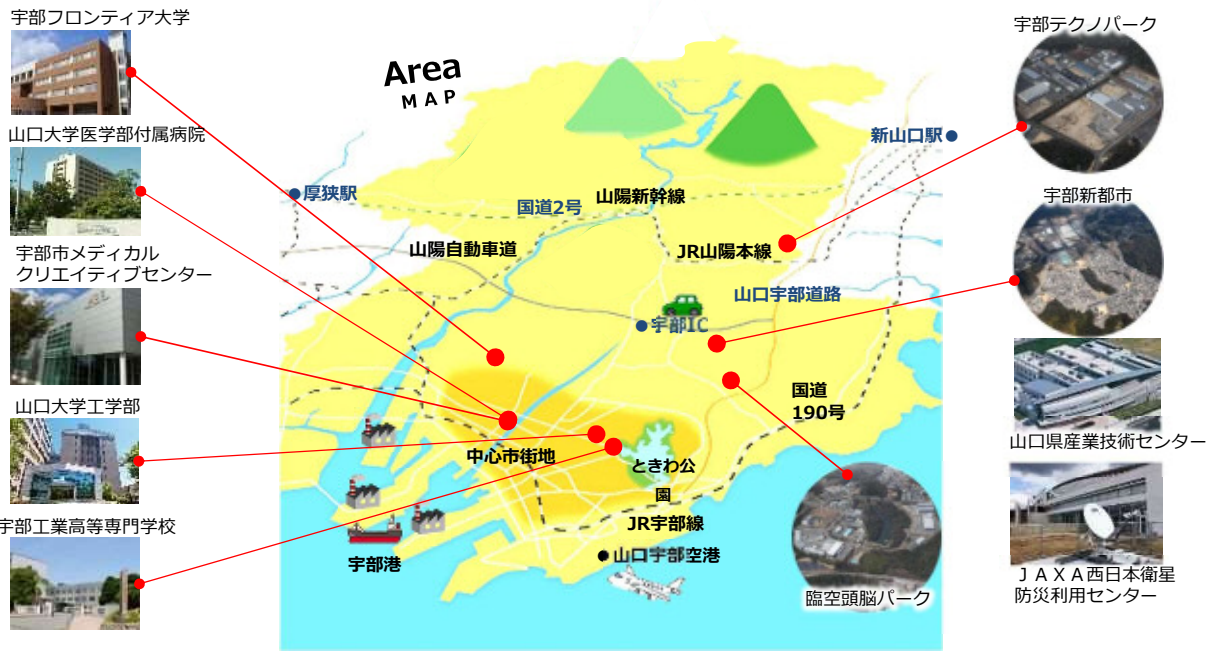 宇部フロンティア大学
山口大学医学部付属病院
宇部市メディカル
クリエイティブセンター
山口大学工学部
宇部工業高等専門学校
Area
MAP
新山口駅
厚狭駅
国道2号
山陽新幹線
山陽自動車道
JR山陽本線
山口宇部道路
宇部IC
国道
190号
中心市街地
ときわ公
園
JR宇部線
宇部港
山口宇部空港
宇部テクノパーク
宇部新都市
山口県産業技術センター
臨空頭脳パーク
ＪＡＸＡ西日本衛星
防災利用センター